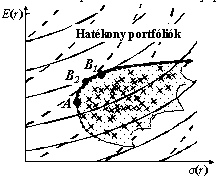 E(r)
Hatékony portfóliók
B₁
B₂
A
σ(r)